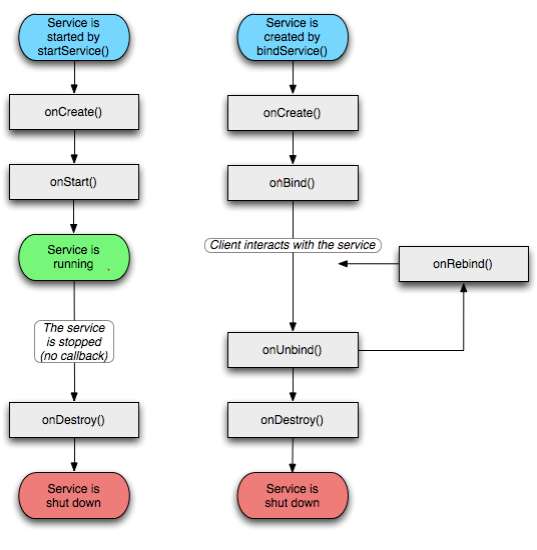 Service is
started by
startService()
onCreate()
onStart()
Service is
running
The service
is stopped
(no callback)
onDestroy()
Service is
shut down
Service is
created by
bindService()
onCreate()
onBind()
Client interacts with the service
onRebind()
onUnbind()
onDestroy()
Service is
shut down